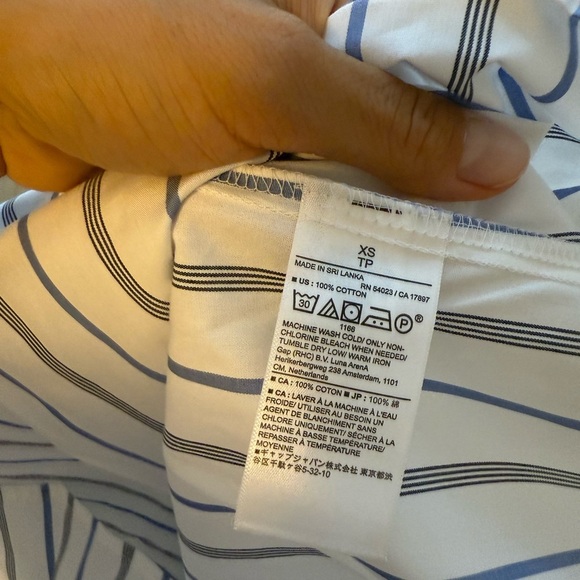 XS
TP
MADE IN SRI LANKA RN 54023 / CA 17897
■ US : 100% COTTON
30 P ®
1166
MACHINE WASH COLD/ ONLY NON-
CHLORINE BLEACH WHEN NEEDED/
TUMBLE DRY LOW/ WARM IRON
Gap (RHC) B.V. Luna ArenA
Herikerbergweg 238 Amsterdam, 1101
CM, Netherlands
■ CA : 100% COTTON ■ JP : 100% 綿
■ CA : LAVER À LA MACHINE À L'EAU
FROIDE/ UTILISER AU BESOIN UN
AGENT DE BLANCHIMENT SANS
CHLORE UNIQUEMENT/ SÉCHER À LA
MACHINE À BASSE TEMPÉRATURE/
REPASSER À TEMPÉRATURE
MOYENNE
■ギャップジャパン株式会社 東京都渋
谷区千駄ヶ谷5-32-10